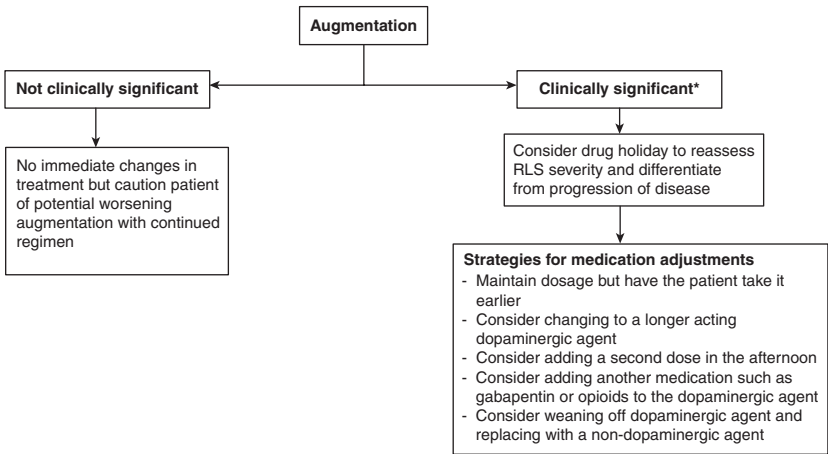 Augmentation
Not clinically significant
Clinically significant*
No immediate changes in
treatment but caution patient
of potential worsening
augmentation with continued
regimen
Consider drug holiday to reassess
RLS severity and differentiate
from progression of disease
Strategies for medication adjustments
- Maintain dosage but have the patient take it
earlier
- Consider changing to a longer acting
dopaminergic agent
- Consider adding a second dose in the afternoon
- Consider adding another medication such as
gabapentin or opioids to the dopaminergic agent
- Consider weaning off dopaminergic agent and
replacing with a non-dopaminergic agent